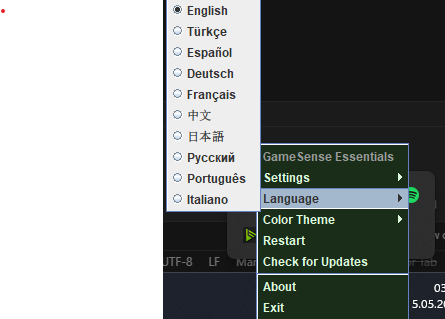 English
Türkçe
Español
Deutsch
Français
中文
日本語
Русский
Português
Italiano
GameSense Essentials
Settings
Language
Color Theme
Restart
Check for Updates
About
Exit
UTF-8 LF
03
5.05.20